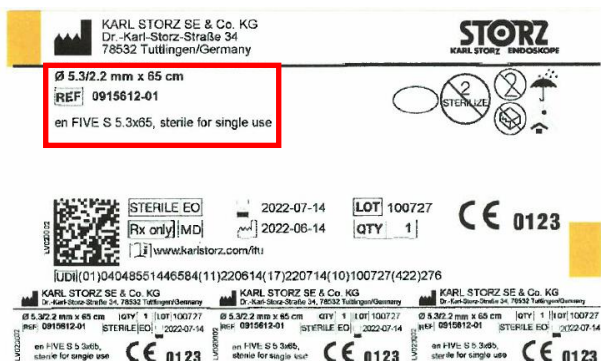 KARL STORZ SE & Co. KG
Dr.-Karl-Storz-Straße 34
78532 Tuttlingen/Germany
STORZ
KARL STORZ ENDOSKOPE
Ø 5.3/2.2 mm x 65 cm
REF 0915612-01
en FIVE S 5.3x65, sterile for single use
2
STERILIZE
2
STERILE EO 2022-07-14 LOT 100727
Rx only MD 2022-06-14 QTY 1
CE 0123
www.karlstorz.com/ifu
UDI (01)04048551446584(11)220614(17)220714(10)100727(422)276
KARL STORZ SE & Co. KG
Dr.-Karl-Storz-Straße 34, 78532 Tuttlingen/Germany
Ø 5.3/2.2 mm x 65 cm QTY 1 LOT 100727
REF 0915612-01 STERILE EO 2022-07-14
en FIVE S 5.3x65,
sterile for single use
CE 0123
KARL STORZ SE & Co. KG
Dr.-Karl-Storz-Straße 34, 78532 Tuttlingen/Germany
Ø 5.3/2.2 mm x 65 cm QTY 1 LOT 100727
REF 0915612-01 STERILE EO 2022-07-14
en FIVE S 5.3x65,
sterile for single use
CE 0123
KARL STORZ SE & Co. KG
Dr.-Karl-Storz-Straße 34, 78532 Tuttlingen/Germany
Ø 5.3/2.2 mm x 65 cm QTY 1 LOT 100727
REF 0915612-01 STERILE EO 2022-07-14
en FIVE S 5.3x65,
sterile for single use
CE 0123